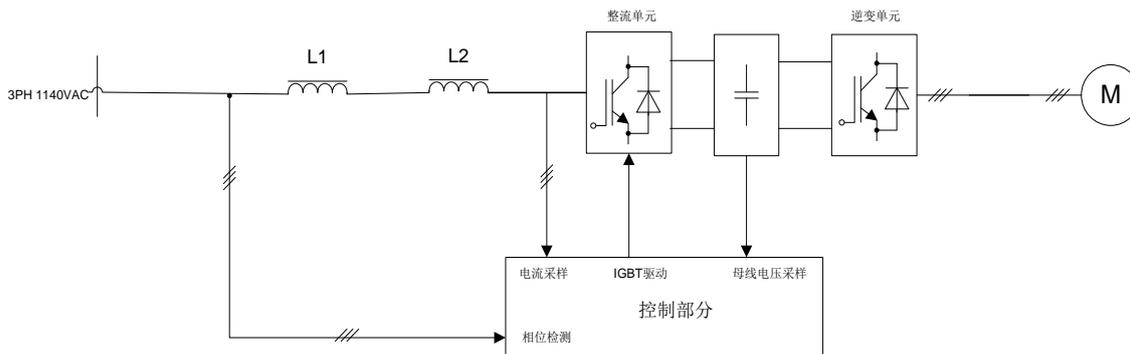 整流单元
逆变单元
L1
L2
3PH 1140VAC
M
电流采样
IGBT驱动
母线电压采样
控制部分
相位检测